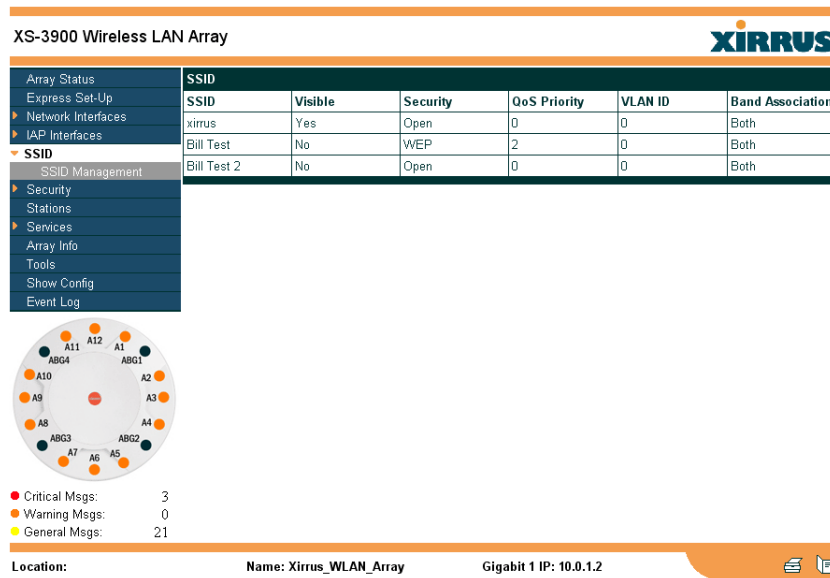 XS-3900 Wireless LAN Array
XIRRUS
Array Status
Express Set-Up
Network Interfaces
IAP Interfaces
SSID
SSID Management
Security
Stations
Services
Array Info
Tools
Show Config
Event Log
SSID
SSID Visible Security QoS Priority VLAN ID Band Association
xirrus Yes Open 0 0 Both
Bill Test No WEP 2 0 Both
Bill Test 2 No Open 0 0 Both
A12
A11 A1
ABG4 ABG1
A10 A2
A9 A3
A8 A4
ABG3 ABG2
A7 A6 A5
Critical Msgs: 3
Warning Msgs: 0
General Msgs: 21
Location: Name: Xirrus_WLAN_Array Gigabit 1 IP: 10.0.1.2